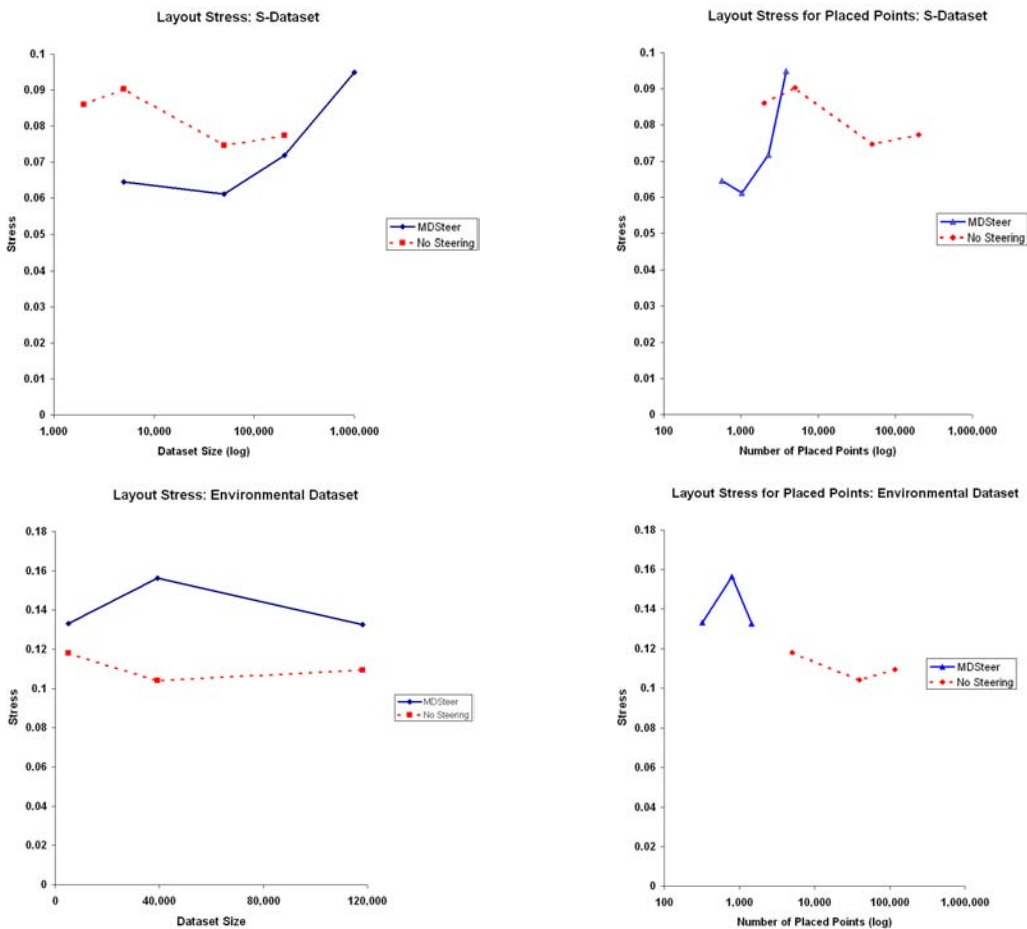 Layout Stress: S-Dataset
0.1
0.09
0.08
0.07
0.06
0.05
0.04
0.03
0.02
0.01
0
Stress
1,000 10,000 100,000 1,000,000
Dataset Size (log)
MDSteer
No Steering
Layout Stress for Placed Points: S-Dataset
0.1
0.09
0.08
0.07
0.06
0.05
0.04
0.03
0.02
0.01
0
Stress
100 1,000 10,000 100,000 1,000,000
Number of Placed Points (log)
MDSteer
No Steering
Layout Stress: Environmental Dataset
0.18
0.16
0.14
0.12
0.1
0.08
0.06
0.04
0.02
0
Stress
0 40,000 80,000 120,000
Dataset Size
MDSteer
No Steering
Layout Stress for Placed Points: Environmental Dataset
0.18
0.16
0.14
0.12
0.1
0.08
0.06
0.04
0.02
0
Stress
100 1,000 10,000 100,000 1,000,000
Number of Placed Points (log)
MDSteer
No Steering